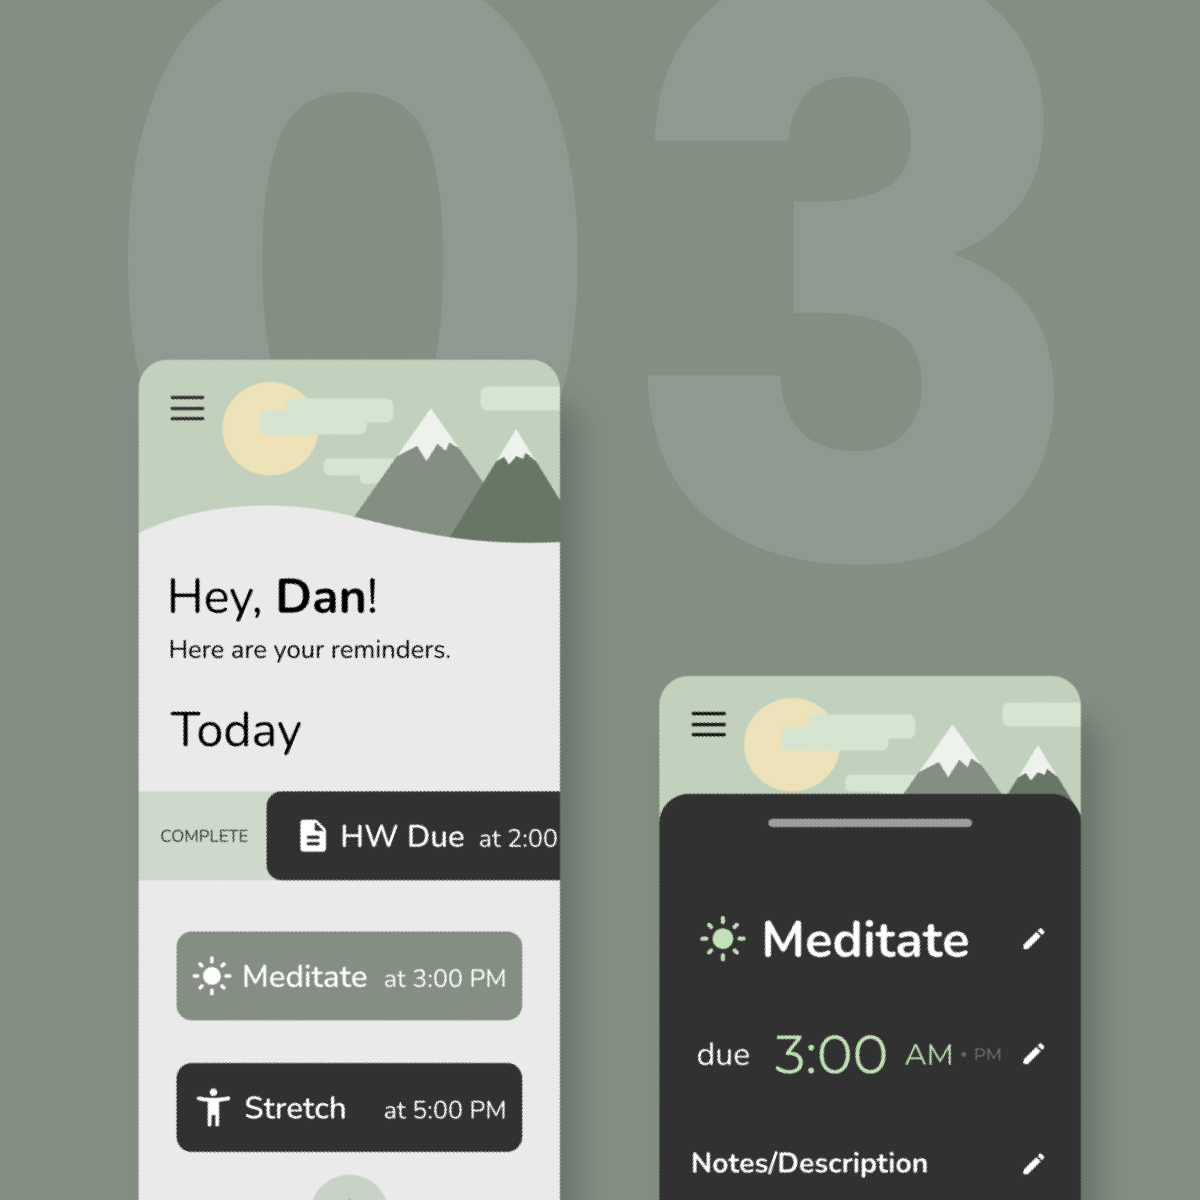 03
Hey, Dan!
Here are your reminders.
Today
COMPLETE
HW Due at 2:00
Meditate at 3:00 PM
Stretch at 5:00 PM
Meditate
due 3:00 AM • PM
Notes/Description